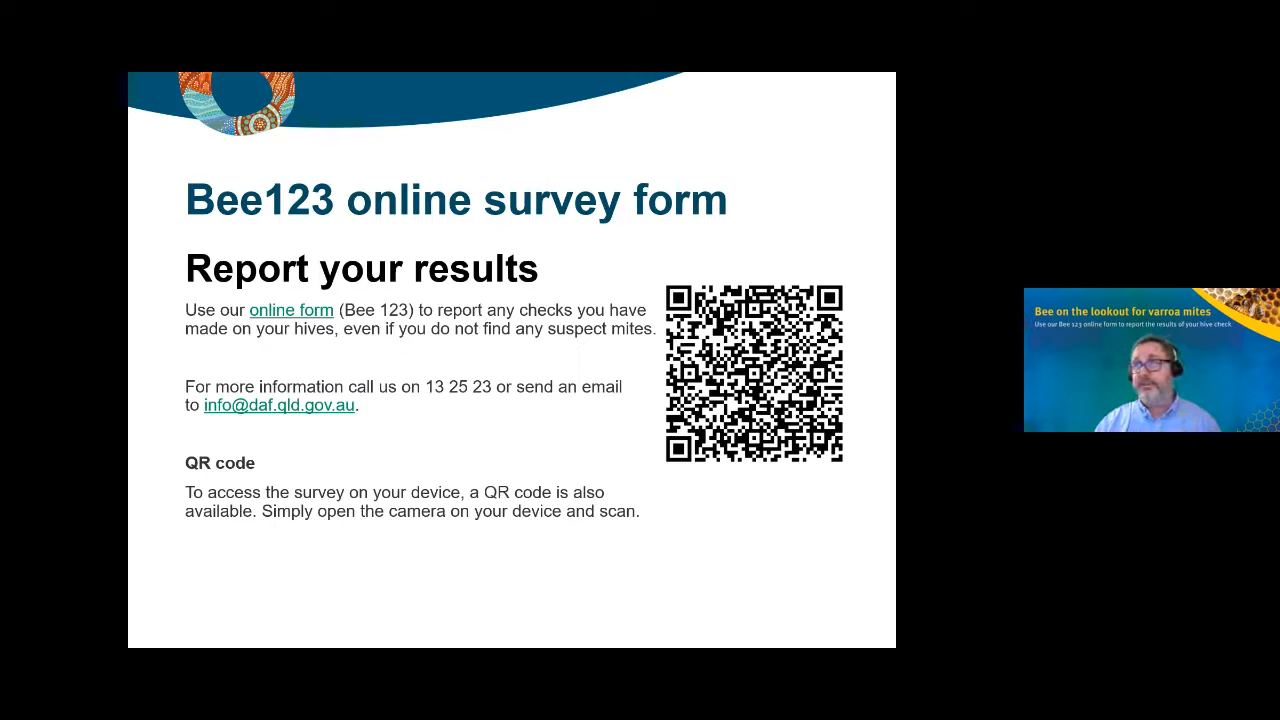 Bee123 online survey form
Report your results
Use our online form (Bee 123) to report any checks you have
made on your hives, even if you do not find any suspect mites.
For more information call us on 13 25 23 or send an email
to info@daf.qld.gov.au.
QR code
To access the survey on your device, a QR code is also
available. Simply open the camera on your device and scan.
Bee on the lookout for varroa mites
Use our Bee 123 online form to report the results of your hive check